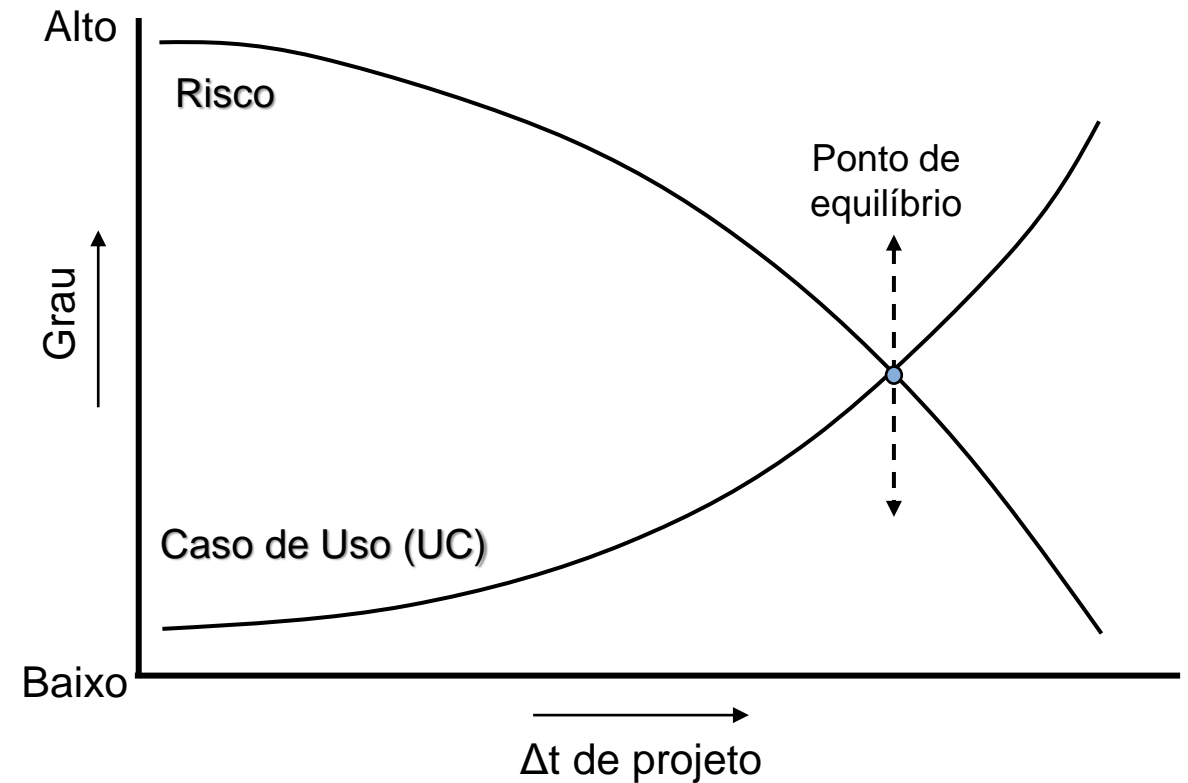 Alto
Risco
Ponto de
equilíbrio
Grau
Caso de Uso (UC)
Baixo
Δt de projeto